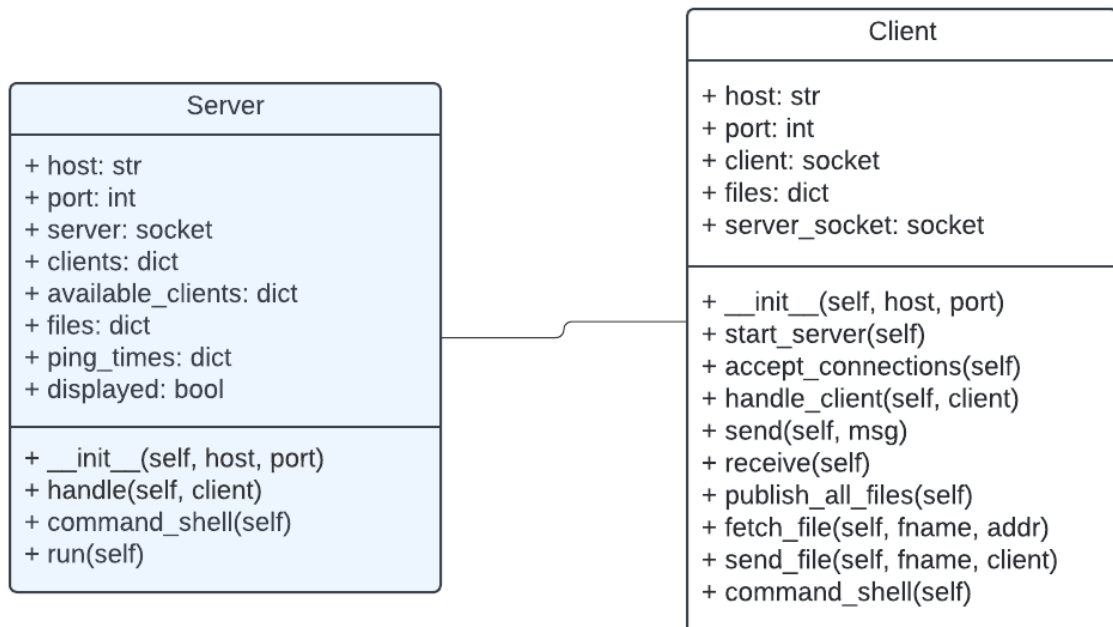 Server
+ host: str
+ port: int
+ server: socket
+ clients: dict
+ available_clients: dict
+ files: dict
+ ping_times: dict
+ displayed: bool
+ __init__(self, host, port)
+ handle(self, client)
+ command_shell(self)
+ run(self)
Client
+ host: str
+ port: int
+ client: socket
+ files: dict
+ server_socket: socket
+ __init__(self, host, port)
+ start_server(self)
+ accept_connections(self)
+ handle_client(self, client)
+ send(self, msg)
+ receive(self)
+ publish_all_files(self)
+ fetch_file(self, fname, addr)
+ send_file(self, fname, client)
+ command_shell(self)